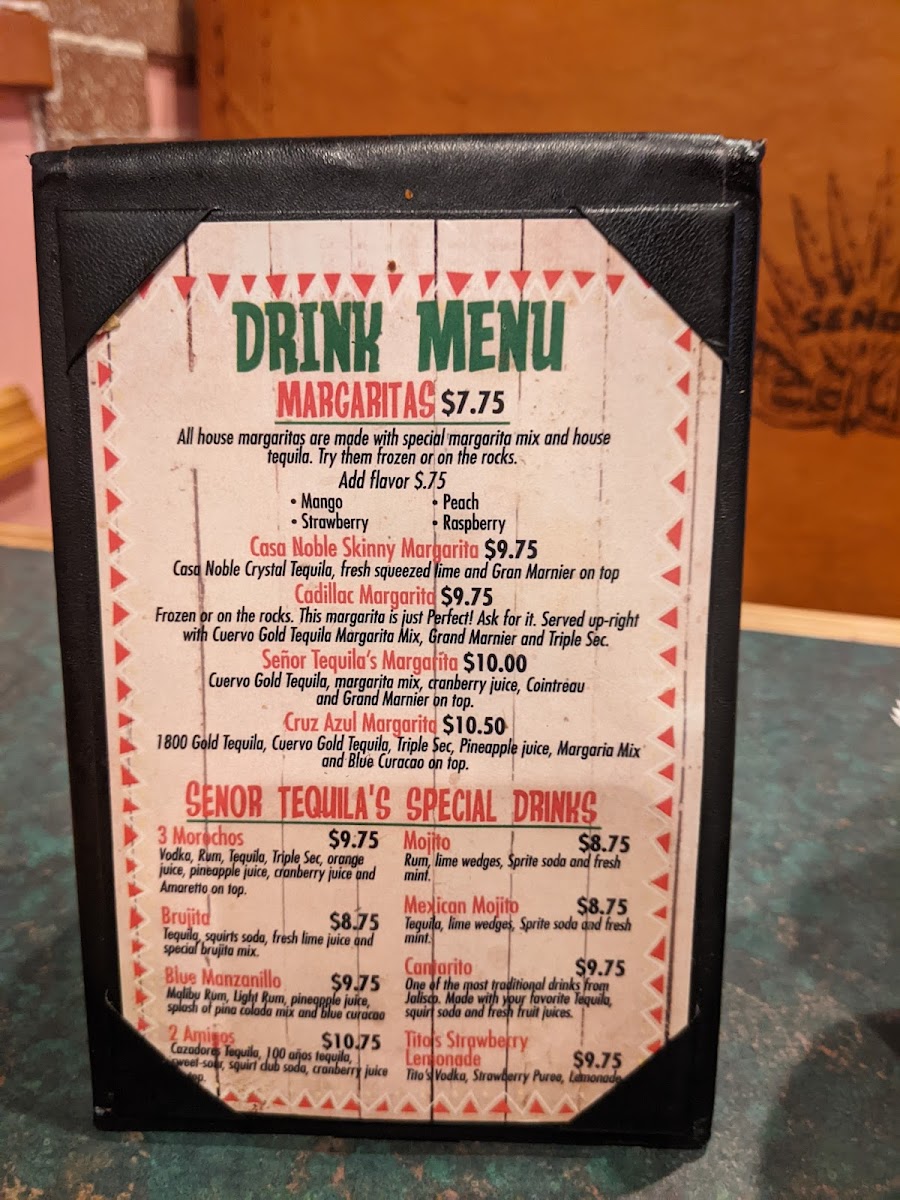 DRINK MENU
MARGARITAS $7.75
All house margaritas are made with special margarita mix and house
tequila. Try them frozen or on the rocks.
Add flavor $.75
• Mango
• Strawberry
• Peach
• Raspberry
Casa Noble Skinny Margarita $9.75
Casa Noble Crystal Tequila, fresh squeezed lime and Gran Marnier on top
Cadillac Margarita $9.75
Frozen or on the rocks. This margarita is just Perfect! Ask for it. Served up-right
with Cuervo Gold Tequila Margarita Mix, Grand Marnier and Triple Sec.
Señor Tequila's Margarita $10.00
Cuervo Gold Tequila, margarita mix, cranberry juice, Cointreau
and Grand Marnier on top.
Cruz Azul Margarita $10.50
1800 Gold Tequila, Cuervo Gold Tequila, Triple Sec, Pineapple juice, Margaria Mix
and Blue Curacao on top.
SENOR TEQUILA'S SPECIAL DRINKS
3 Morochos $9.75
Vodka, Rum, Tequila, Triple Sec, orange
juice, pineapple juice, cranberry juice and
Amaretto on top.
Brujita $8.75
Tequila, squirts soda, fresh lime juice and
special brujita mix.
Blue Manzanillo $9.75
Malibu Rum, Light Rum, pineapple juice,
splash of pina colada mix and blue curacao
2 Amigos $10.75
Cazadores Tequila, 100 años tequila,
sweet-sour, squirt club soda, cranberry juice
top.
Mojito $8.75
Rum, lime wedges, Sprite soda and fresh
mint.
Mexican Mojito $8.75
Tequila, lime wedges, Sprite soda and fresh
mint.
Cantarito $9.75
One of the most traditional drinks from
Jalisco. Made with your favorite Tequila,
squirt soda and fresh fruit juices.
Tito's Strawberry
Lemonade $9.75
Tito's Vodka, Strawberry Puree, Lemonade
SENO